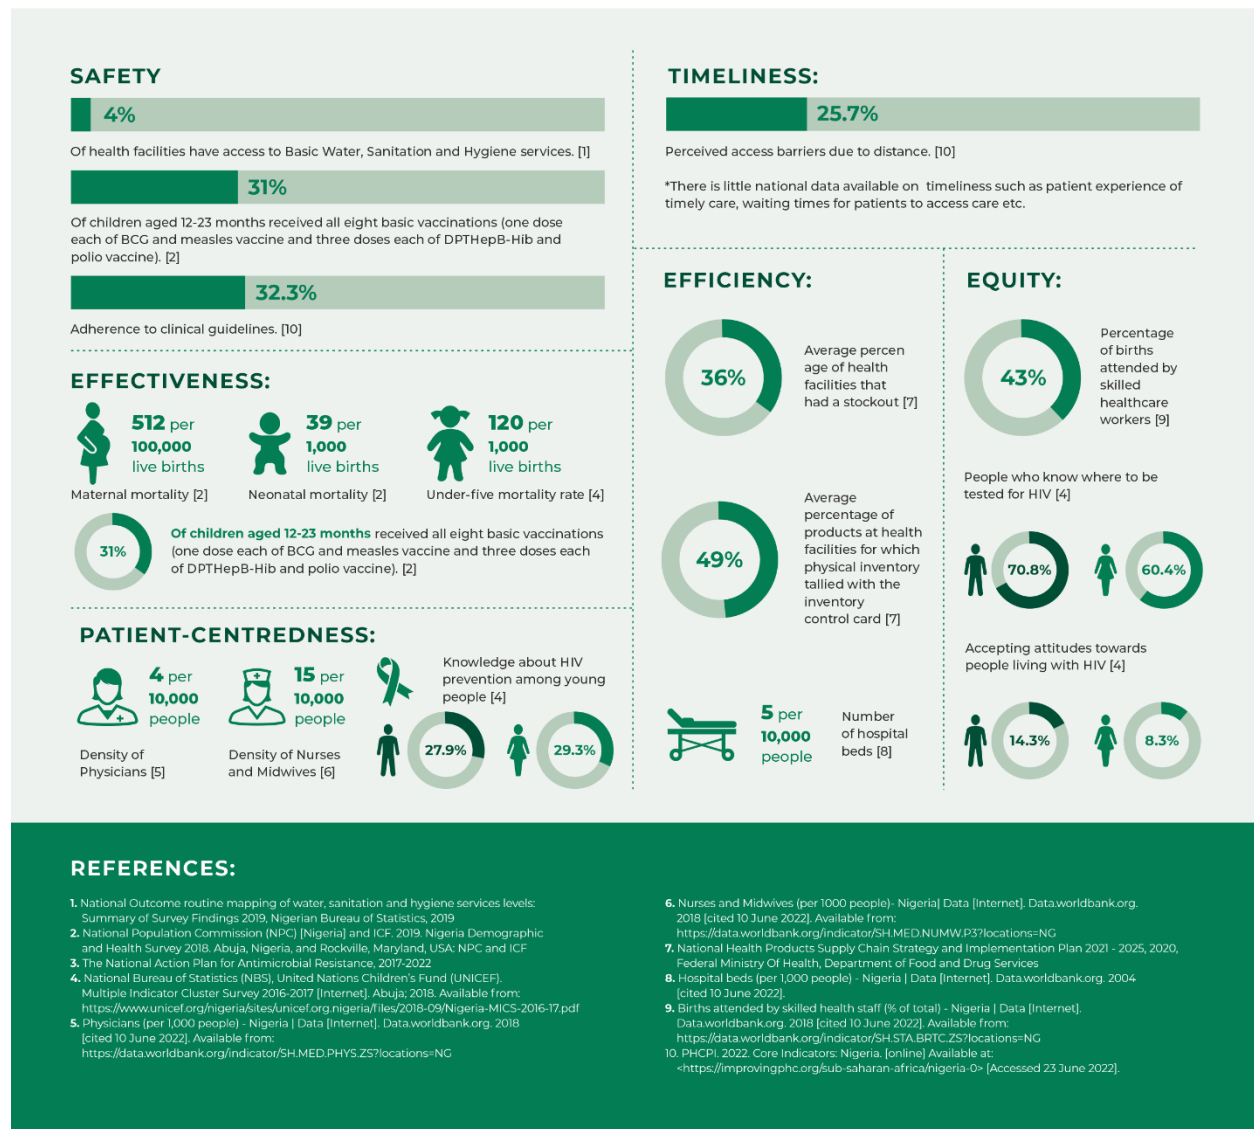 SAFETY
4%
Of health facilities have access to Basic Water, Sanitation and Hygiene services. [1]
31%
Of children aged 12-23 months received all eight basic vaccinations (one dose
each of BCG and measles vaccine and three doses each of DPTHepB-Hib and
polio vaccine). [2]
32.3%
Adherence to clinical guidelines. [10]
EFFECTIVENESS:
512 per
100,000
live births
Maternal mortality [2]
39 per
1,000
live births
Neonatal mortality [2]
120 per
1,000
live births
Under-five mortality rate [4]
31%
Of children aged 12-23 months received all eight basic vaccinations
(one dose each of BCG and measles vaccine and three doses each
of DPTHepB-Hib and polio vaccine). [2]
PATIENT-CENTREDNESS:
4 per
10,000
people
Density of
Physicians [5]
15 per
10,000
people
Density of Nurses
and Midwives [6]
Knowledge about HIV
prevention among young
people [4]
27.9%
29.3%
TIMELINESS:
25.7%
Perceived access barriers due to distance. [10]
*There is little national data available on timeliness such as patient experience of
timely care, waiting times for patients to access care etc.
EFFICIENCY:
36%
Average percen
age of health
facilities that
had a stockout [7]
49%
Average
percentage of
products at health
facilities for which
physical inventory
tallied with the
inventory
control card [7]
5 per
10,000
people
Number
of hospital
beds [8]
EQUITY:
43%
Percentage
of births
attended by
skilled
healthcare
workers [9]
People who know where to be
tested for HIV [4]
70.8%
60.4%
Accepting attitudes towards
people living with HIV [4]
14.3%
8.3%
REFERENCES:
1. National Outcome routine mapping of water, sanitation and hygiene services levels:
Summary of Survey Findings 2019, Nigerian Bureau of Statistics, 2019
2. National Population Commission (NPC) [Nigeria] and ICF. 2019. Nigeria Demographic
and Health Survey 2018. Abuja, Nigeria, and Rockville, Maryland, USA: NPC and ICF
3. The National Action Plan for Antimicrobial Resistance, 2017-2022
4. National Bureau of Statistics (NBS), United Nations Children's Fund (UNICEF).
Multiple Indicator Cluster Survey 2016-2017 [Internet]. Abuja; 2018. Available from:
https://www.unicef.org/nigeria/sites/unicef.org.nigeria/files/2018-09/Nigeria-MICS-2016-17.pdf
5. Physicians (per 1,000 people) - Nigeria | Data [Internet]. Data.worldbank.org. 2018
[cited 10 June 2022]. Available from:
https://data.worldbank.org/indicator/SH.MED.PHYS.ZS?locations=NG
6. Nurses and Midwives (per 1000 people)- Nigeria| Data [Internet]. Data.worldbank.org.
2018 [cited 10 June 2022]. Available from:
https://data.worldbank.org/indicator/SH.MED.NUMW.P3?locations=NG
7. National Health Products Supply Chain Strategy and Implementation Plan 2021 - 2025, 2020,
Federal Ministry Of Health, Department of Food and Drug Services
8. Hospital beds (per 1,000 people) - Nigeria | Data [Internet]. Data.worldbank.org. 2004
[cited 10 June 2022].
9. Births attended by skilled health staff (% of total) - Nigeria | Data [Internet].
Data.worldbank.org. 2018 [cited 10 June 2022]. Available from:
https://data.worldbank.org/indicator/SH.STA.BRTC.ZS?locations=NG
10. PHCPI. 2022. Core Indicators: Nigeria. [online] Available at:
<https://improvingphc.org/sub-saharan-africa/nigeria-0> [Accessed 23 June 2022].